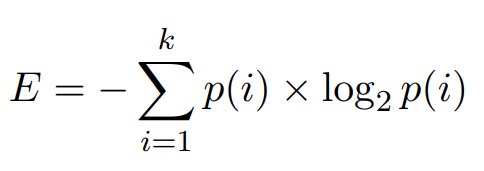 E = -\sum_{i=1}^{k} p(i) \times \log_2 p(i)